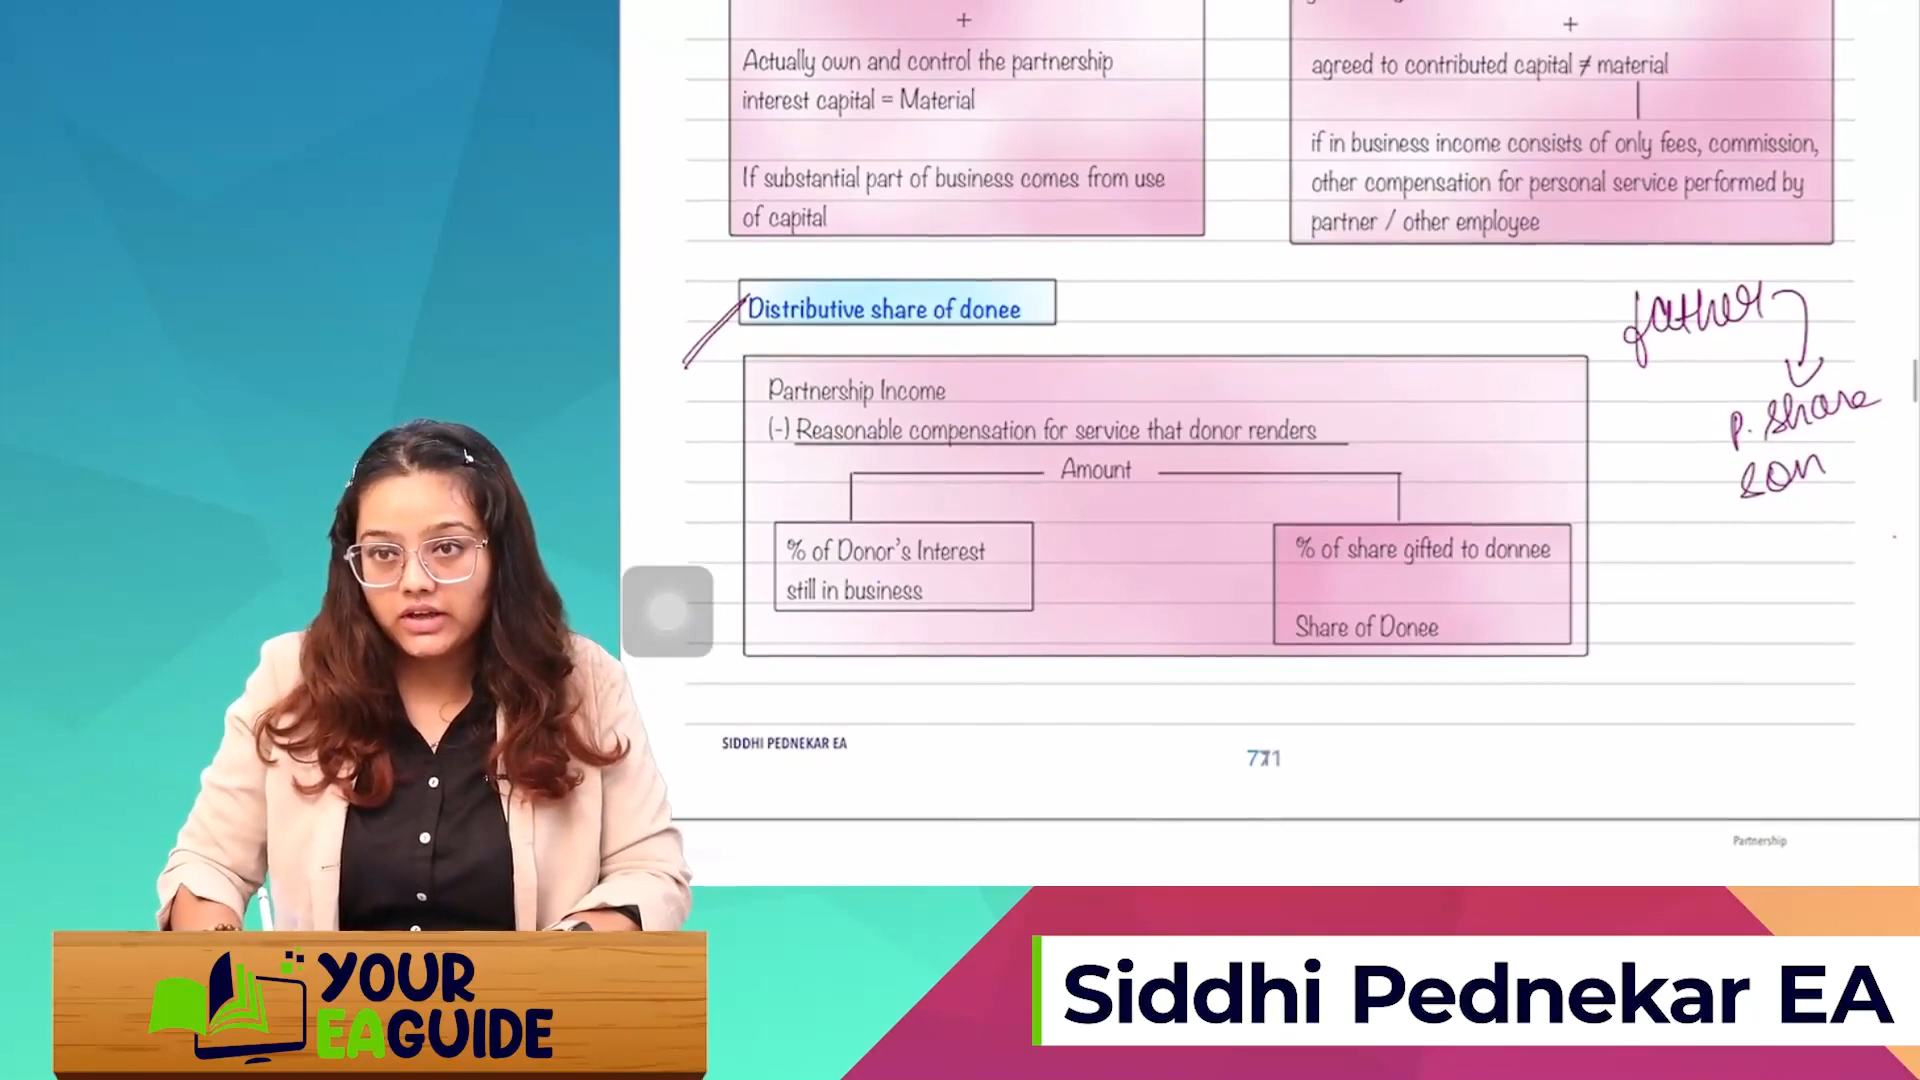 +
Actually own and control the partnership
interest capital = Material
If substantial part of business comes from use
of capital
+
agreed to contributed capital ≠ material
if in business income consists of only fees, commission,
other compensation for personal service performed by
partner / other employee
Distributive share of donee
Partnership Income
(-) Reasonable compensation for service that donor renders
Amount
% of Donor's Interest
still in business
% of share gifted to donnee
Share of Donee
father
P. Share
son
SIDDHI PEDNEKAR EA
Partnership
YOUR
EAGUIDE
Siddhi Pednekar EA